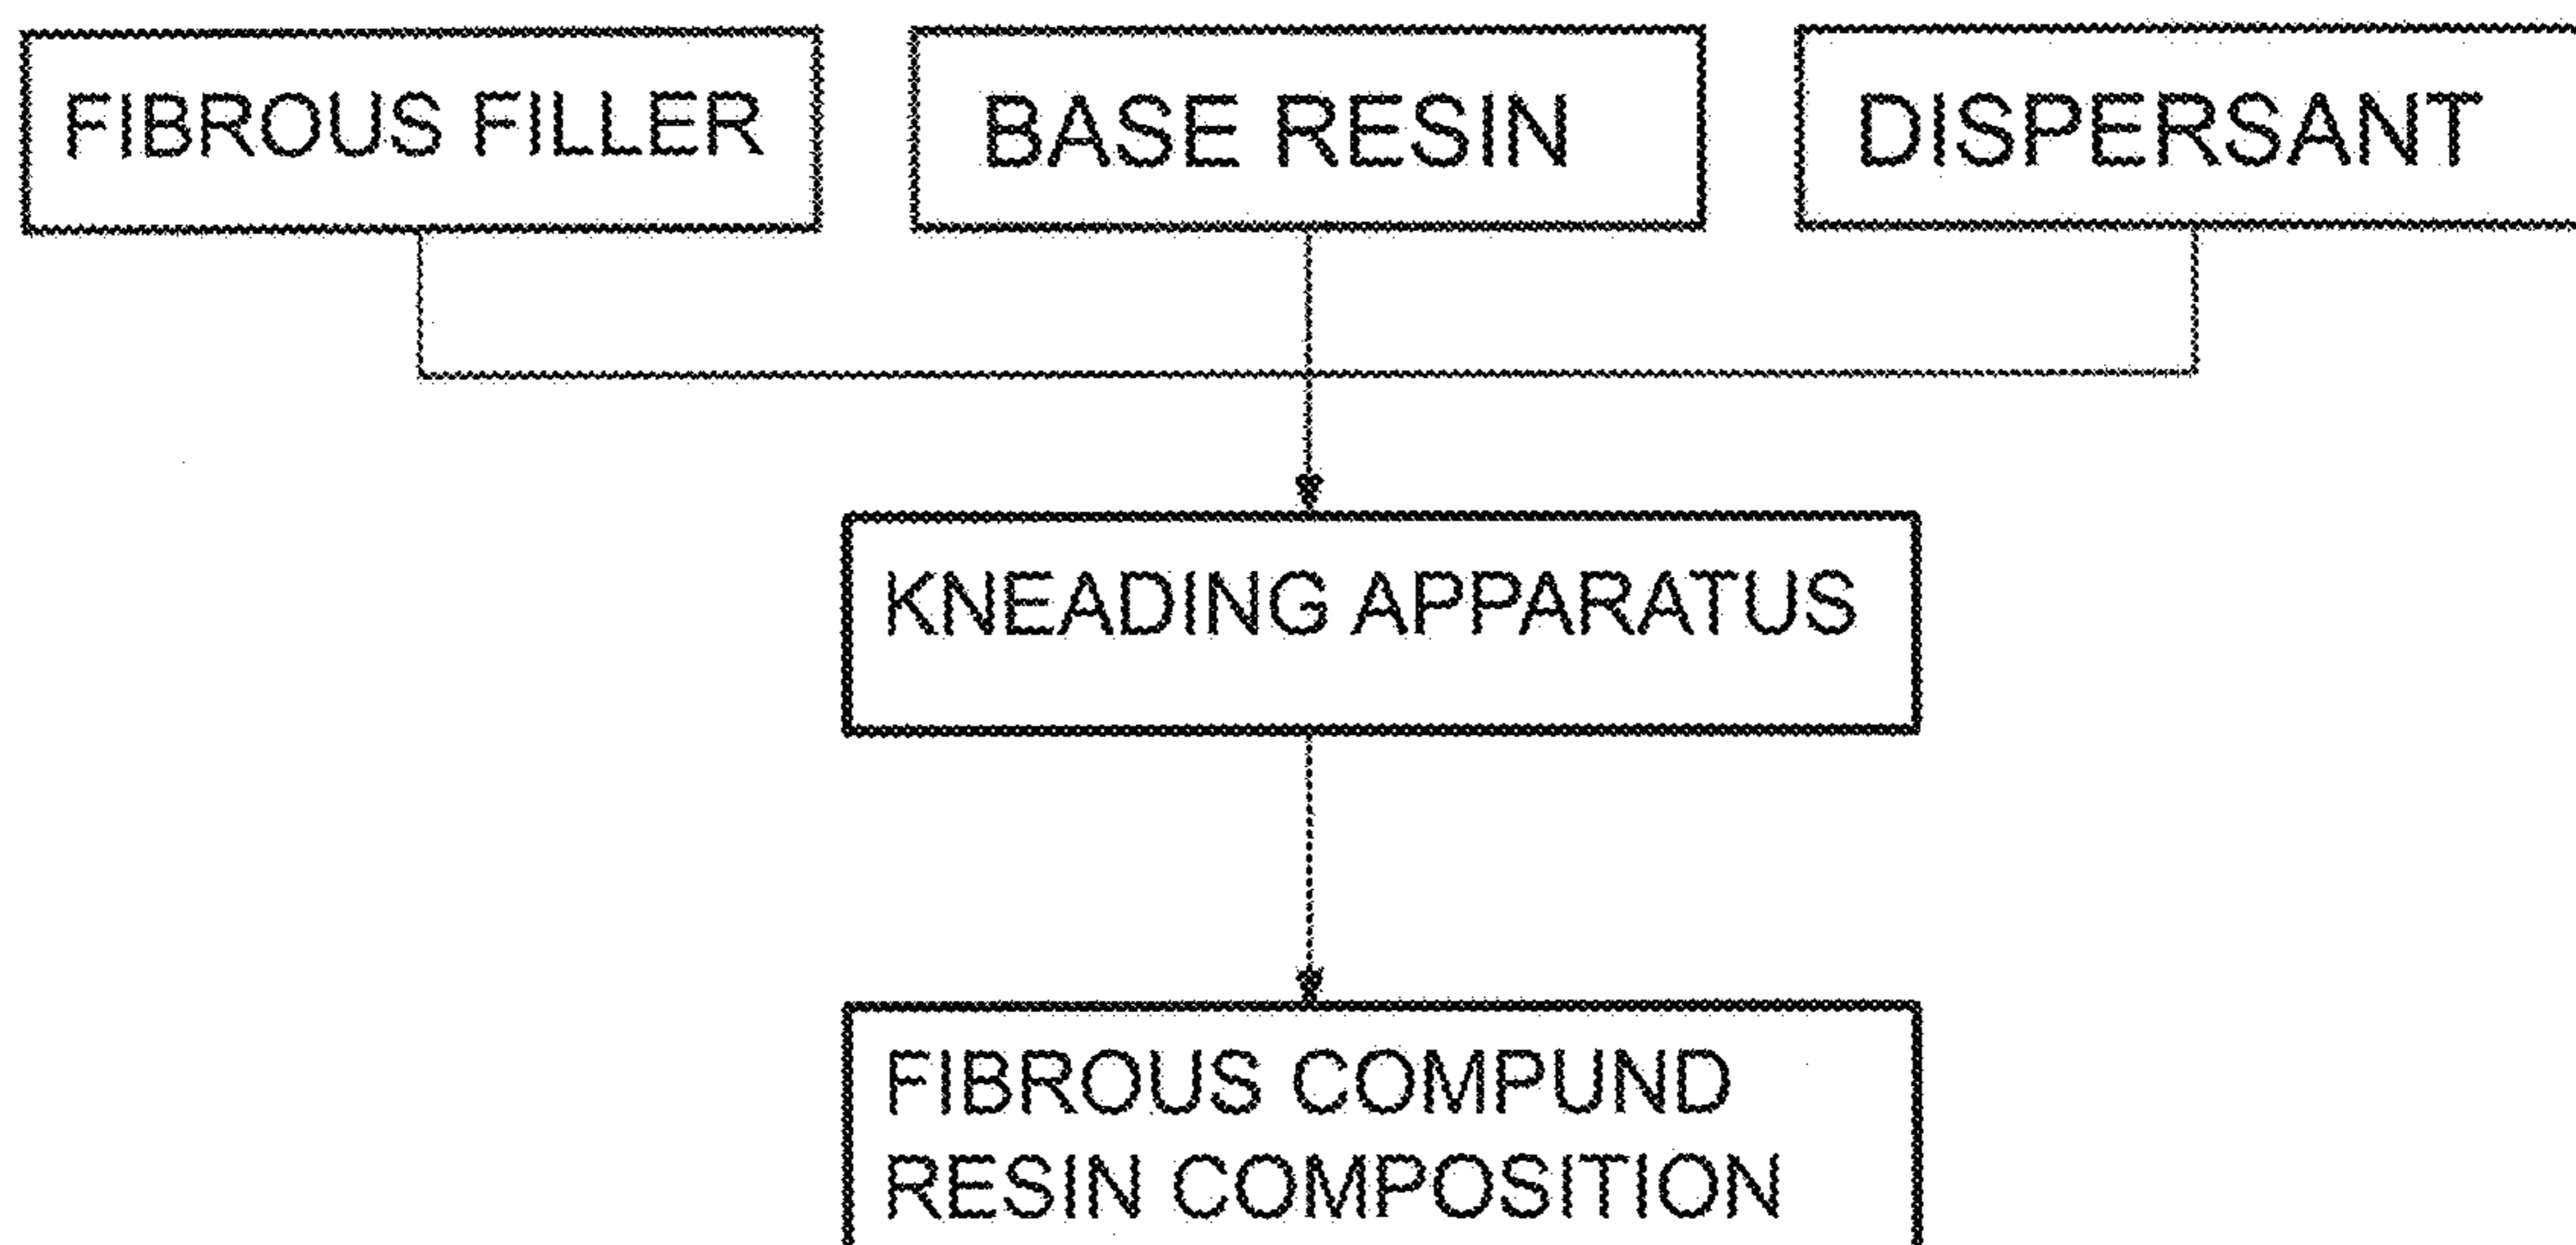 FIBROUS FILLER
BASE RESIN
DISPERSANT
KNEADING APPARATUS
FIBROUS COMPUND
RESIN COMPOSITION